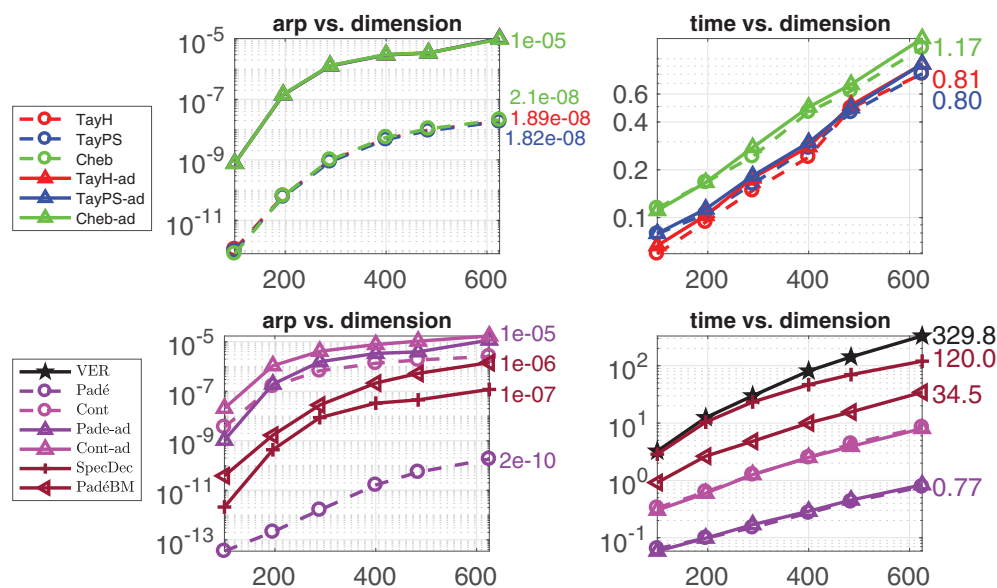 arp vs. dimension
10^-5
10^-7
10^-9
10^-11
200
400
600
1e-05
2.1e-08
1.89e-08
1.82e-08
TayH
TayPS
Cheb
TayH-ad
TayPS-ad
Cheb-ad
time vs. dimension
0.6
0.4
0.2
0.1
200
400
600
1.17
0.81
0.80
arp vs. dimension
10^-5
10^-7
10^-9
10^-11
10^-13
200
400
600
1e-05
1e-06
1e-07
2e-10
VER
Padé
Cont
Pade-ad
Cont-ad
SpecDec
PadéBM
time vs. dimension
10^2
10^1
10^0
10^-1
200
400
600
329.8
120.0
34.5
0.77